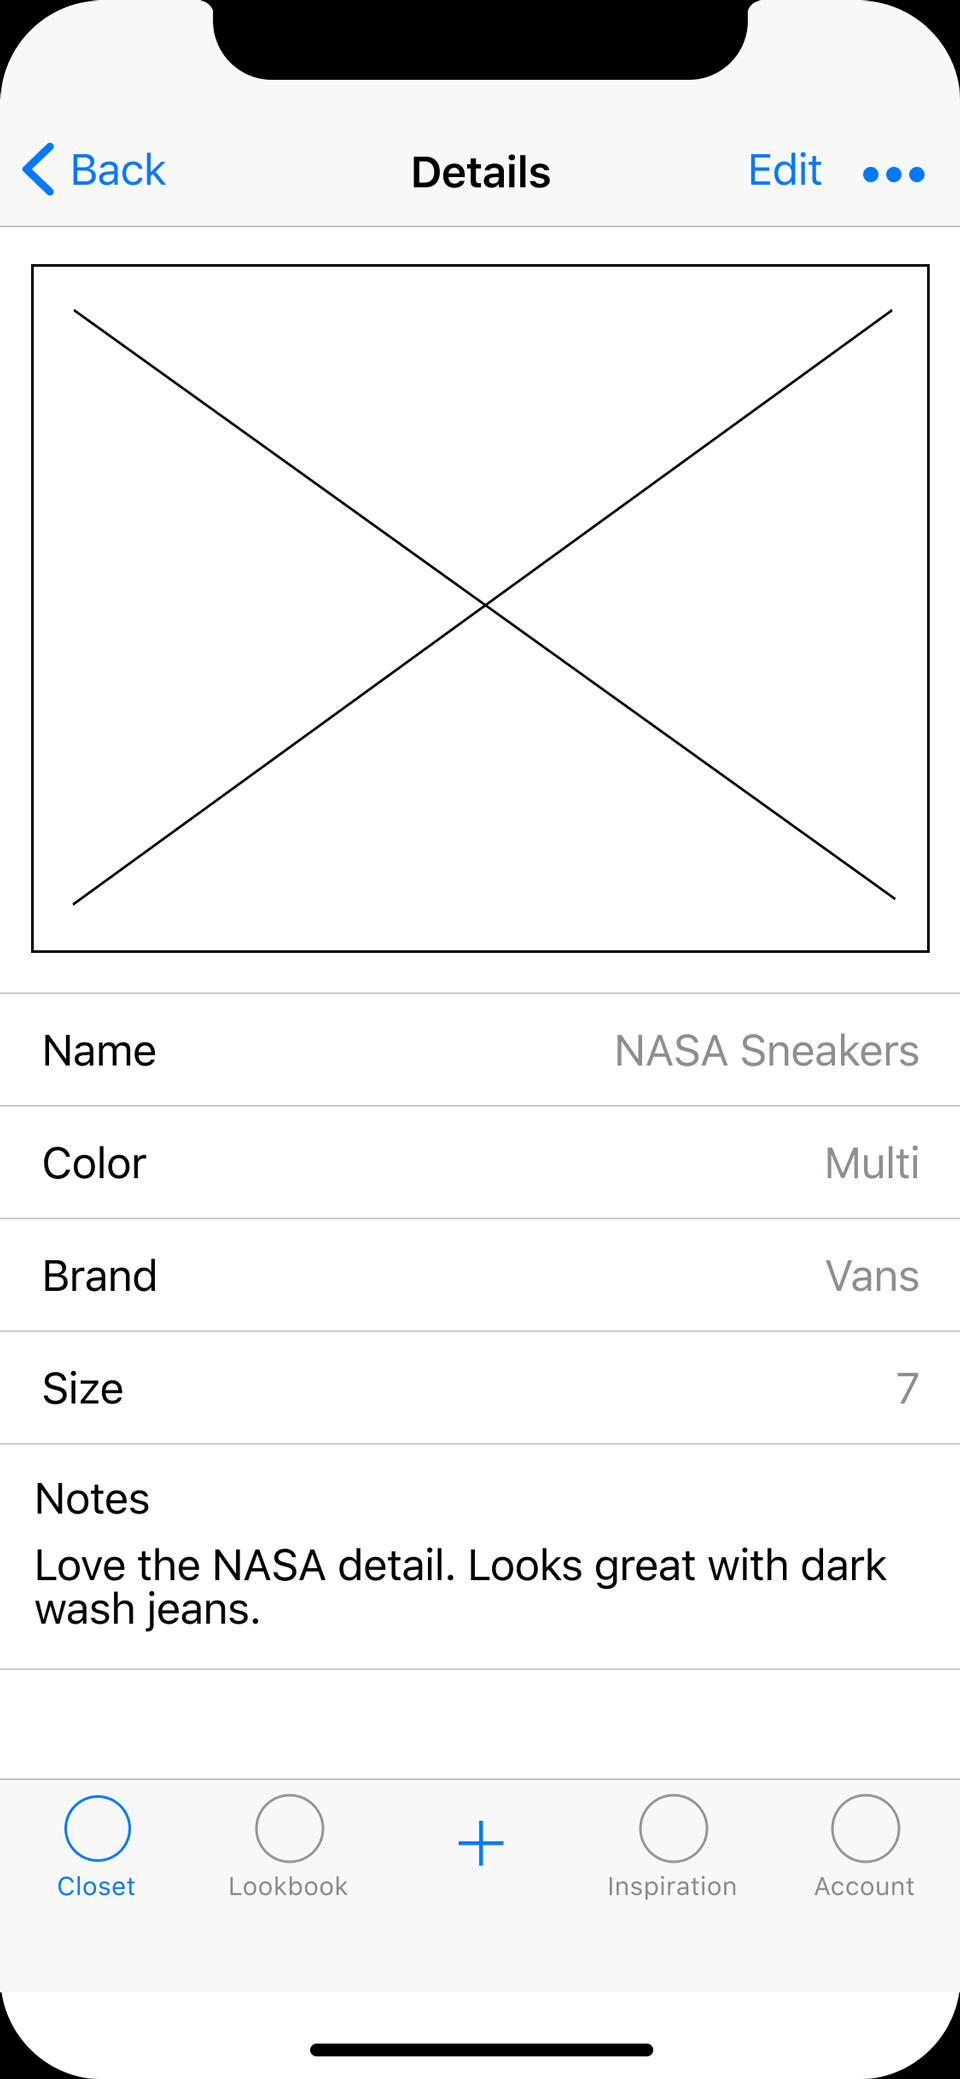 Back Details Edit
Name NASA Sneakers
Color Multi
Brand Vans
Size 7
Notes
Love the NASA detail. Looks great with dark
wash jeans.
Closet Lookbook Inspiration Account